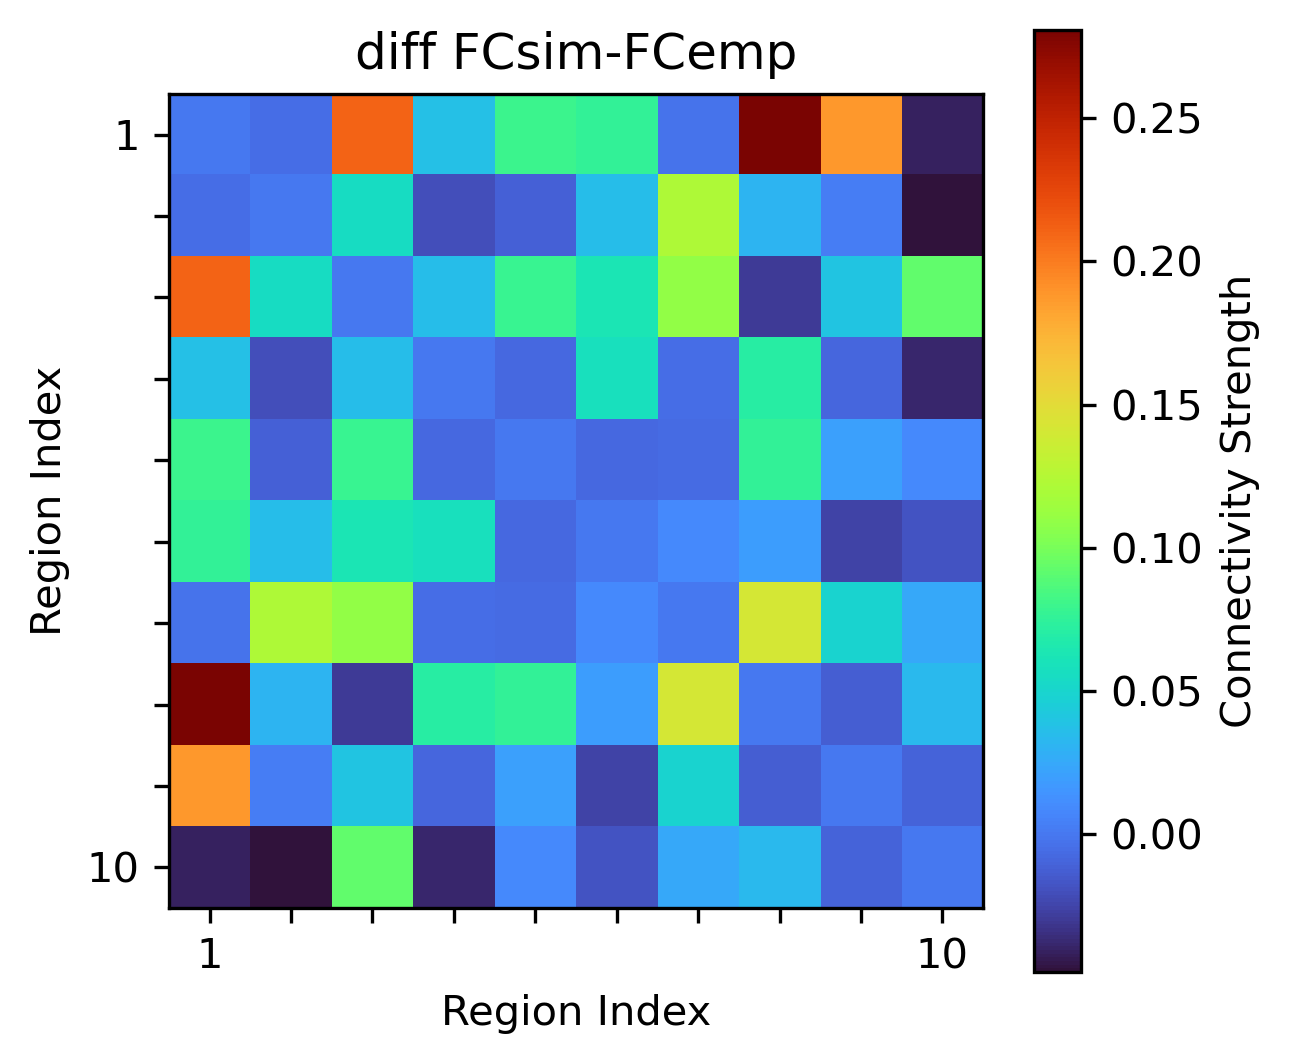 diff FCsim-FCemp
1
10
Region Index
1
10
Region Index
0.25
0.20
0.15
0.10
0.05
0.00
Connectivity Strength